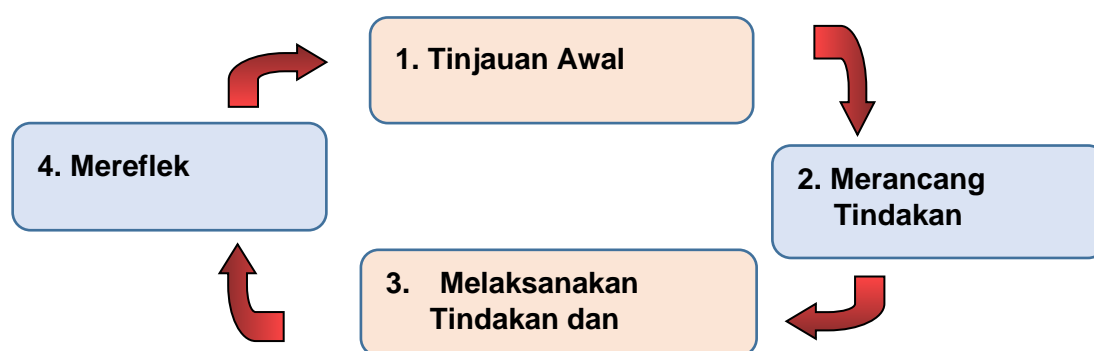 1. Tinjauan Awal
4. Mereflek
2. Merancang
Tindakan
3. Melaksanakan
Tindakan dan